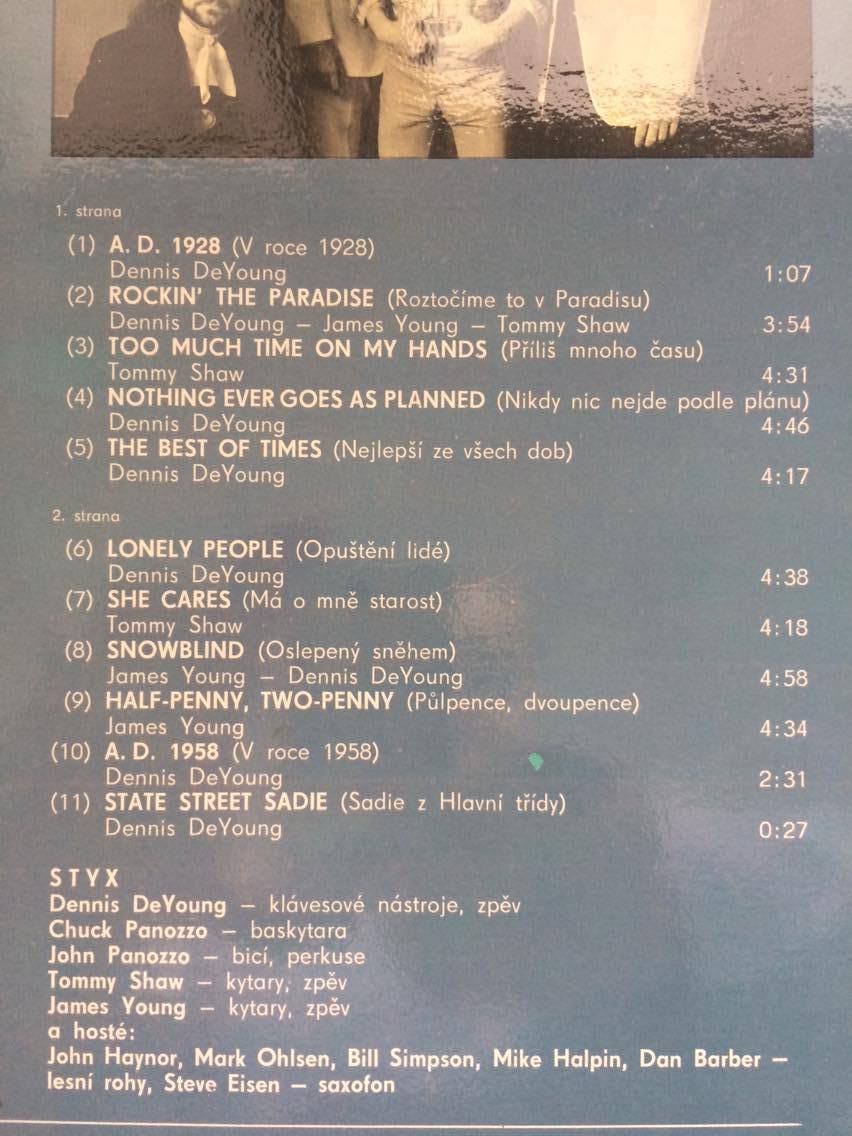 1. strana
(1) A. D. 1928 (V roce 1928)
Dennis DeYoung 1:07
(2) ROCKIN' THE PARADISE (Roztočíme to v Paradisu)
Dennis DeYoung – James Young – Tommy Shaw 3:54
(3) TOO MUCH TIME ON MY HANDS (Příliš mnoho času)
Tommy Shaw 4:31
(4) NOTHING EVER GOES AS PLANNED (Nikdy nic nejde podle plánu)
Dennis DeYoung 4:46
(5) THE BEST OF TIMES (Nejlepší ze všech dob)
Dennis DeYoung 4:17
2. strana
(6) LONELY PEOPLE (Opuštění lidé)
Dennis DeYoung 4:38
(7) SHE CARES (Má o mně starost)
Tommy Shaw 4:18
(8) SNOWBLIND (Oslepený sněhem)
James Young – Dennis DeYoung 4:58
(9) HALF-PENNY, TWO-PENNY (Půlpence, dvoupence)
James Young 4:34
(10) A. D. 1958 (V roce 1958)
Dennis DeYoung 2:31
(11) STATE STREET SADIE (Sadie z Hlavní třídy)
Dennis DeYoung 0:27
STYX
Dennis DeYoung – klávesové nástroje, zpěv
Chuck Panozzo – baskytara
John Panozzo – bicí, perkuse
Tommy Shaw – kytary, zpěv
James Young – kytary, zpěv
a hosté:
John Haynor, Mark Ohlsen, Bill Simpson, Mike Halpin, Dan Barber –
lesní rohy, Steve Eisen – saxofon